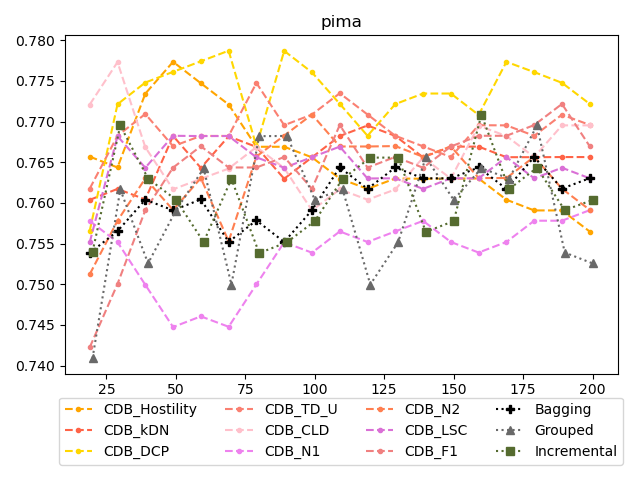 pima
0.780
0.775
0.770
0.765
0.760
0.755
0.750
0.745
0.740
25 50 75 100 125 150 175 200
CDB_Hostility CDB_TD_U CDB_N2 Bagging
CDB_kDN CDB_CLD CDB_LSC Grouped
CDB_DCP CDB_N1 CDB_F1 Incremental